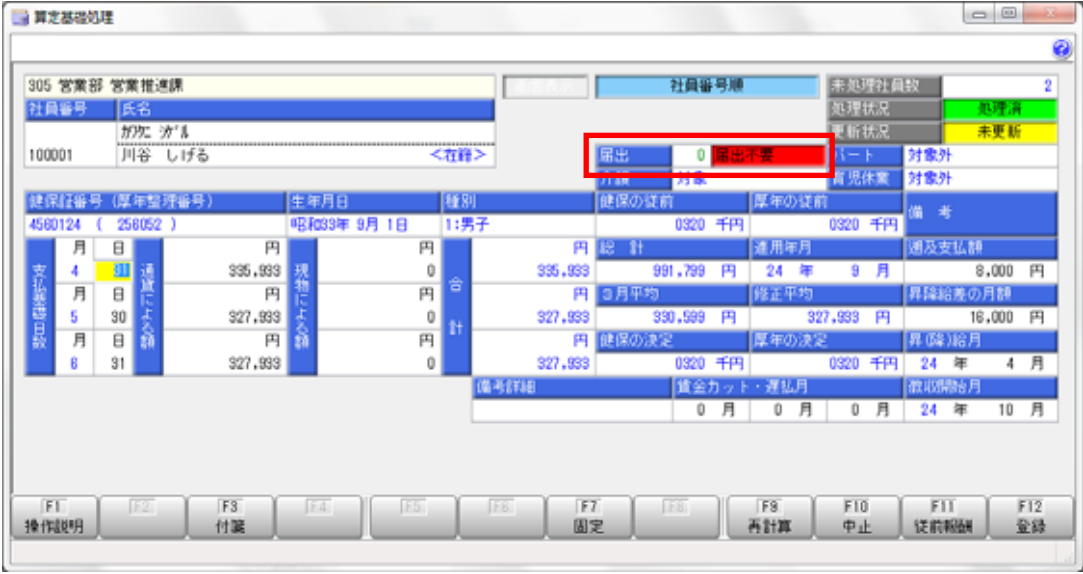 算定基礎処理
305 営業部 営業推進課
社員番号順
未処理社員数 2
社員番号 氏名
処理状況 処理済
更新状況 未更新
100001 川谷 しげる <在籍>
届出 0 届出不要 パート 対象外
介護 対象 育児休業 対象外
健保証番号 (厚年整理番号) 生年月日 種別 健保の従前 厚年の従前 備 考
4560124 ( 256052 ) 昭和33年 9月 1日 1:男子 0320 千円 0320 千円
支払基礎日数 月 日 通貨による額 円 現物による額 円 合計 円 総 計 適用年月 遡及支払額
4 31 335,993 0 335,993 991,799 円 24 年 9 月 8,000 円
月 日 円 円 円 3月平均 修正平均 昇降給差の月額
5 30 327,993 0 327,993 330,599 円 327,993 円 16,000 円
月 日 円 円 円 健保の決定 厚年の決定 昇(降)給月
6 31 327,993 0 327,993 0320 千円 0320 千円 24 年 4 月
備考詳細 賃金カット・遅払月 徴収開始月
0 月 0 月 0 月 24 年 10 月
F1 F2 F3 F4 F5 F6 F7 F8 F9 F10 F11 F12
操作説明 付箋 固定 再計算 中止 従前報酬 登録